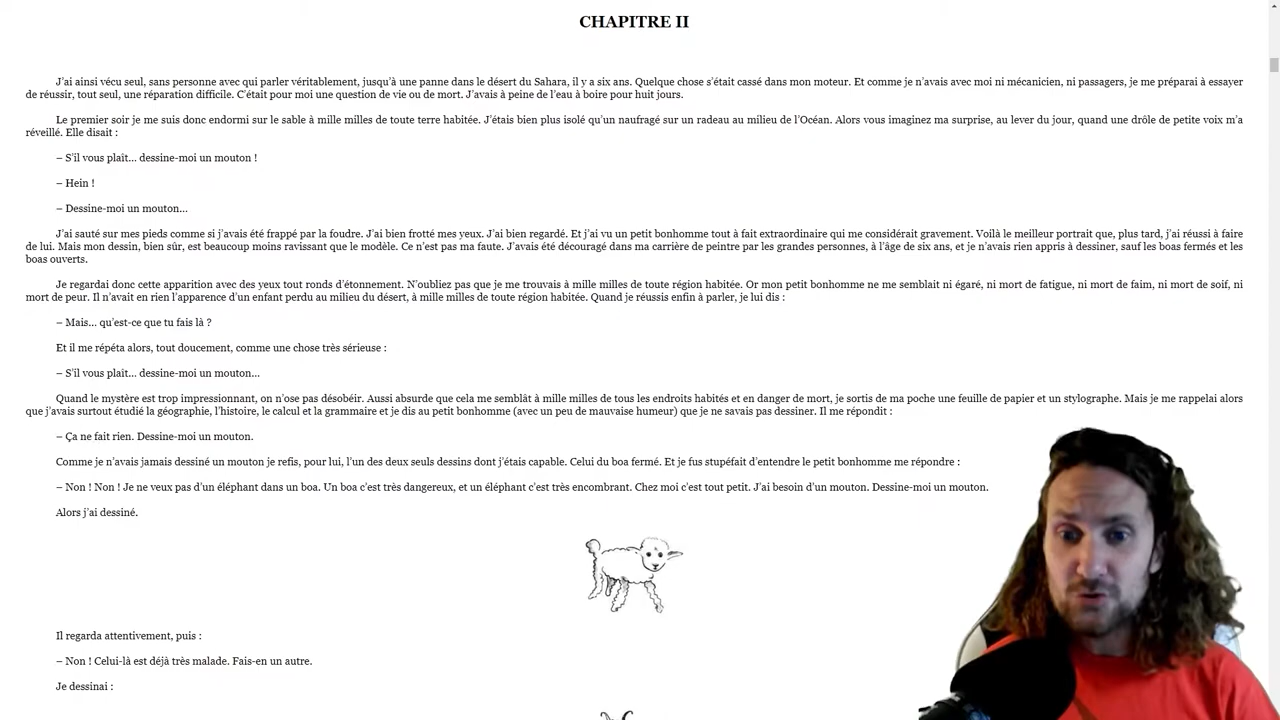 CHAPITRE II
J'ai ainsi vécu seul, sans personne avec qui parler véritablement, jusqu'à une panne dans le désert du Sahara, il y a six ans. Quelque chose s'était cassé dans mon moteur. Et comme je n'avais avec moi ni mécanicien, ni passagers, je me préparai à essayer
de réussir, tout seul, une réparation difficile. C'était pour moi une question de vie ou de mort. J'avais à peine de l'eau à boire pour huit jours.
Le premier soir je me suis donc endormi sur le sable à mille milles de toute terre habitée. J'étais bien plus isolé qu'un naufragé sur un radeau au milieu de l'Océan. Alors vous imaginez ma surprise, au lever du jour, quand une drôle de petite voix m'a
réveillé. Elle disait :
– S'il vous plaît… dessine-moi un mouton !
– Hein !
– Dessine-moi un mouton…
J'ai sauté sur mes pieds comme si j'avais été frappé par la foudre. J'ai bien frotté mes yeux. J'ai bien regardé. Et j'ai vu un petit bonhomme tout à fait extraordinaire qui me considérait gravement. Voilà le meilleur portrait que, plus tard, j'ai réussi à faire
de lui. Mais mon dessin, bien sûr, est beaucoup moins ravissant que le modèle. Ce n'est pas ma faute. J'avais été découragé dans ma carrière de peintre par les grandes personnes, à l'âge de six ans, et je n'avais rien appris à dessiner, sauf les boas fermés et les
boas ouverts.
Je regardai donc cette apparition avec des yeux tout ronds d'étonnement. N'oubliez pas que je me trouvais à mille milles de toute région habitée. Or mon petit bonhomme ne me semblait ni égaré, ni mort de fatigue, ni mort de faim, ni mort de soif, ni
mort de peur. Il n'avait en rien l'apparence d'un enfant perdu au milieu du désert, à mille milles de toute région habitée. Quand je réussis enfin à parler, je lui dis :
– Mais… qu'est-ce que tu fais là ?
Et il me répéta alors, tout doucement, comme une chose très sérieuse :
– S'il vous plaît… dessine-moi un mouton…
Quand le mystère est trop impressionnant, on n'ose pas désobéir. Aussi absurde que cela me semblât à mille milles de tous les endroits habités et en danger de mort, je sortis de ma poche une feuille de papier et un stylographe. Mais je me rappelai alors
que j'avais surtout étudié la géographie, l'histoire, le calcul et la grammaire et je dis au petit bonhomme (avec un peu de mauvaise humeur) que je ne savais pas dessiner. Il me répondit :
– Ça ne fait rien. Dessine-moi un mouton.
Comme je n'avais jamais dessiné un mouton je refis, pour lui, l'un des deux seuls dessins dont j'étais capable. Celui du boa fermé. Et je fus stupéfait d'entendre le petit bonhomme me répondre :
– Non ! Non ! Je ne veux pas d'un éléphant dans un boa. Un boa c'est très dangereux, et un éléphant c'est très encombrant. Chez moi c'est tout petit. J'ai besoin d'un mouton. Dessine-moi un mouton.
Alors j'ai dessiné.
Il regarda attentivement, puis :
– Non ! Celui-là est déjà très malade. Fais-en un autre.
Je dessinai :